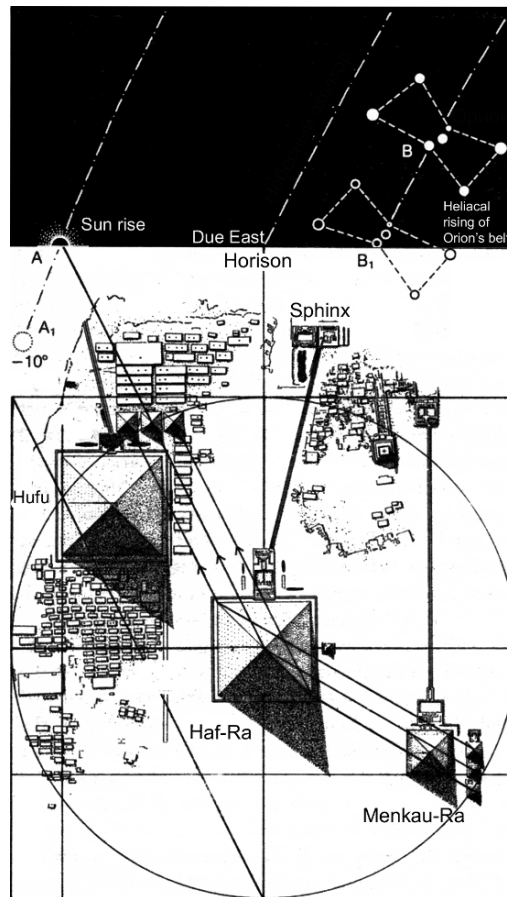 B
Heliacal
rising of
Orion's belt
Sun rise
A
Due East
Horison
B1
A1
−10°
Sphinx
Hufu
Haf-Ra
Menkau-Ra